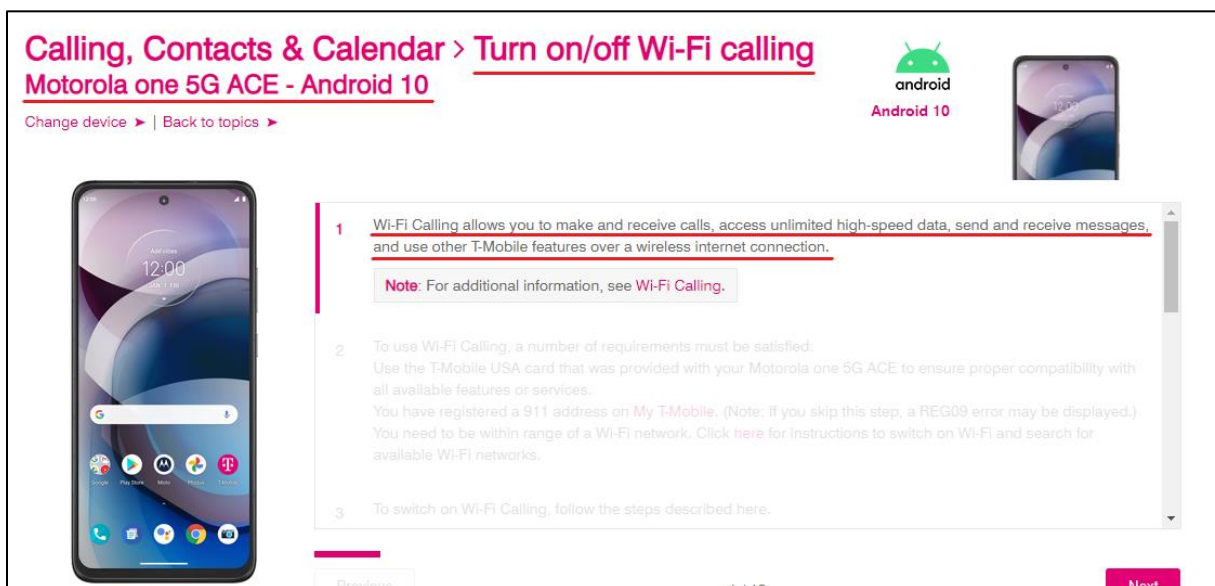 Calling, Contacts & Calendar > Turn on/off Wi-Fi calling
Motorola one 5G ACE - Android 10
Change device ➤ | Back to topics ➤
android
Android 10
12:00
12:00
1 Wi-Fi Calling allows you to make and receive calls, access unlimited high-speed data, send and receive messages,
and use other T-Mobile features over a wireless internet connection.
Note: For additional information, see Wi-Fi Calling.
2 To use Wi-Fi Calling, a number of requirements must be satisfied:
Use the T-Mobile USA card that was provided with your Motorola one 5G ACE to ensure proper compatibility with
all available features or services.
You have registered a 911 address on My T-Mobile. (Note: If you skip this step, a REG09 error may be displayed.)
You need to be within range of a Wi-Fi network. Click here for instructions to switch on Wi-Fi and search for
available Wi-Fi networks.
3 To switch on Wi-Fi Calling, follow the steps described here.
Google Play Store Moto Photos T-Mobile
Previous
Next